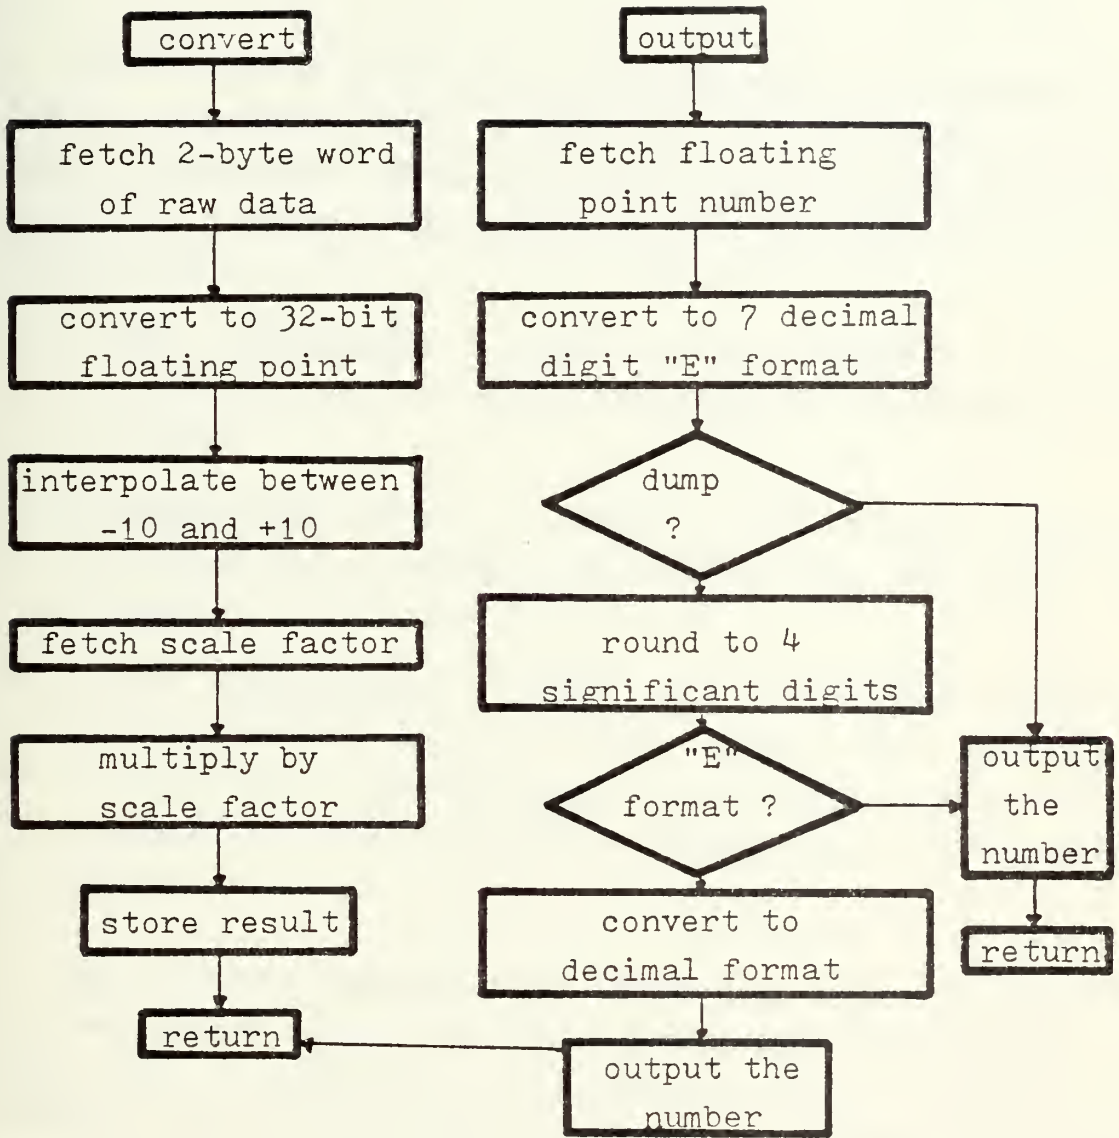 convert
fetch 2-byte word
of raw data
convert to 32-bit
floating point
interpolate between
-10 and +10
fetch scale factor
multiply by
scale factor
store result
return
output
fetch floating
point number
convert to 7 decimal
digit "E" format
dump
?
round to 4
significant digits
"E"
format ?
convert to
decimal format
output the
number
output
the
number
return